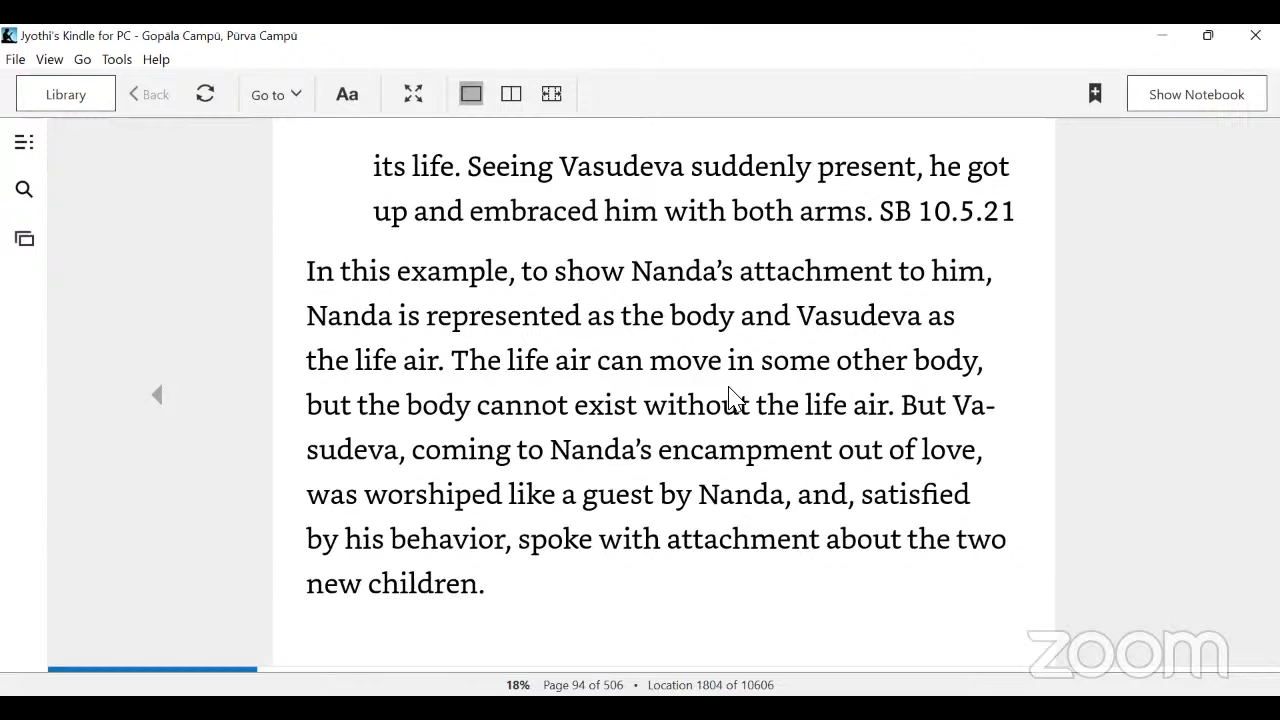 Jyothi's Kindle for PC - Gopāla Campū, Pūrva Campū
File View Go Tools Help
Library Back Go to Aa Show Notebook
its life. Seeing Vasudeva suddenly present, he got
up and embraced him with both arms. SB 10.5.21
In this example, to show Nanda’s attachment to him,
Nanda is represented as the body and Vasudeva as
the life air. The life air can move in some other body,
but the body cannot exist without the life air. But Va-
sudeva, coming to Nanda’s encampment out of love,
was worshiped like a guest by Nanda, and, satisfied
by his behavior, spoke with attachment about the two
new children.
zoom
18% Page 94 of 506 • Location 1804 of 10606